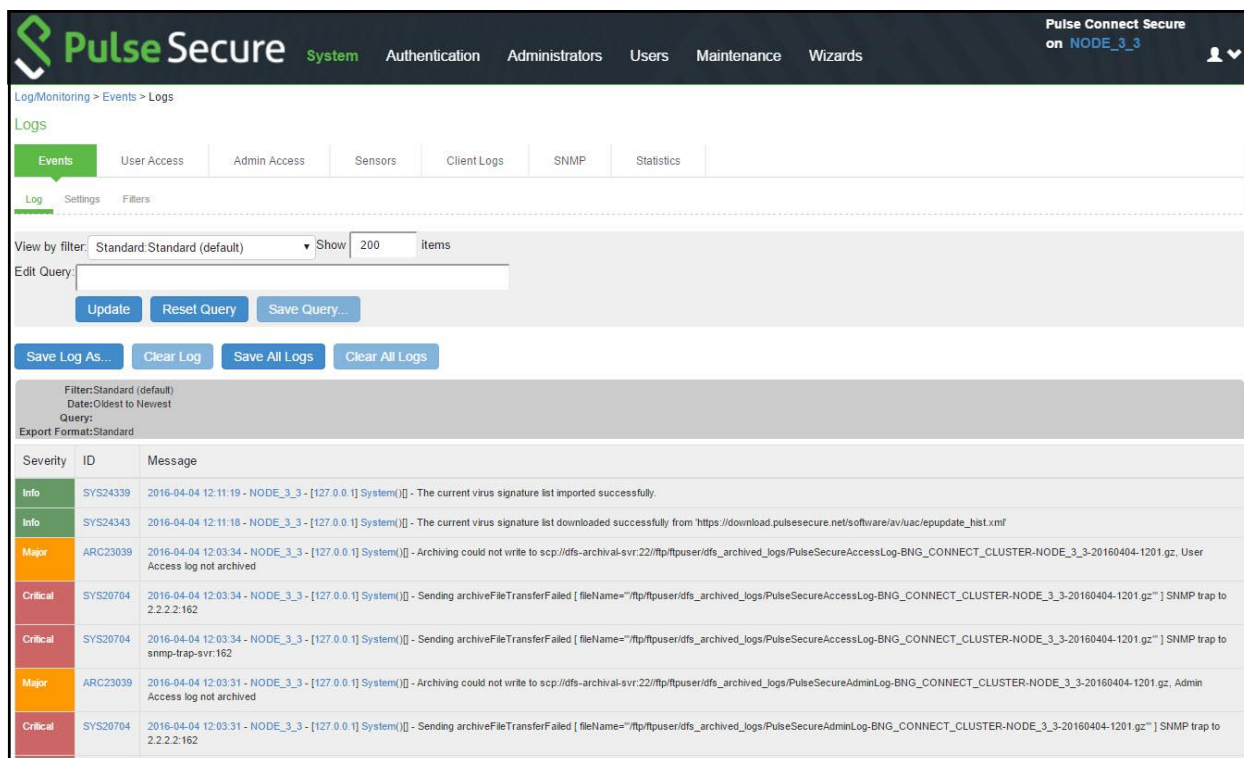 Pulse Secure System Authentication Administrators Users Maintenance Wizards
Pulse Connect Secure
on NODE_3_3
Log/Monitoring > Events > Logs
Logs
Events User Access Admin Access Sensors Client Logs SNMP Statistics
Log Settings Filters
View by filter: Standard:Standard (default) Show 200 items
Edit Query:
Update Reset Query Save Query...
Save Log As... Clear Log Save All Logs Clear All Logs
Filter:Standard (default)
Date:Oldest to Newest
Query:
Export Format:Standard
Severity ID Message
Info SYS24339 2016-04-04 12:11:19 - NODE_3_3 - [127.0.0.1] System()[] - The current virus signature list imported successfully.
Info SYS24343 2016-04-04 12:11:18 - NODE_3_3 - [127.0.0.1] System()[] - The current virus signature list downloaded successfully from 'https://download.pulsesecure.net/software/av/uac/epupdate_hist.xml'
Major ARC23039 2016-04-04 12:03:34 - NODE_3_3 - [127.0.0.1] System()[] - Archiving could not write to scp://dfs-archival-svr:22//ftp/ftpuser/dfs_archived_logs/PulseSecureAccessLog-BNG_CONNECT_CLUSTER-NODE_3_3-20160404-1201.gz, User
Access log not archived
Critical SYS20704 2016-04-04 12:03:34 - NODE_3_3 - [127.0.0.1] System()[] - Sending archiveFileTransferFailed [ fileName="'/ftp/ftpuser/dfs_archived_logs/PulseSecureAccessLog-BNG_CONNECT_CLUSTER-NODE_3_3-20160404-1201.gz'" ] SNMP trap to
2.2.2.2:162
Critical SYS20704 2016-04-04 12:03:34 - NODE_3_3 - [127.0.0.1] System()[] - Sending archiveFileTransferFailed [ fileName="'/ftp/ftpuser/dfs_archived_logs/PulseSecureAccessLog-BNG_CONNECT_CLUSTER-NODE_3_3-20160404-1201.gz'" ] SNMP trap to
snmp-trap-svr:162
Major ARC23039 2016-04-04 12:03:31 - NODE_3_3 - [127.0.0.1] System()[] - Archiving could not write to scp://dfs-archival-svr:22//ftp/ftpuser/dfs_archived_logs/PulseSecureAdminLog-BNG_CONNECT_CLUSTER-NODE_3_3-20160404-1201.gz, Admin
Access log not archived
Critical SYS20704 2016-04-04 12:03:31 - NODE_3_3 - [127.0.0.1] System()[] - Sending archiveFileTransferFailed [ fileName="'/ftp/ftpuser/dfs_archived_logs/PulseSecureAdminLog-BNG_CONNECT_CLUSTER-NODE_3_3-20160404-1201.gz'" ] SNMP trap to
2.2.2.2:162